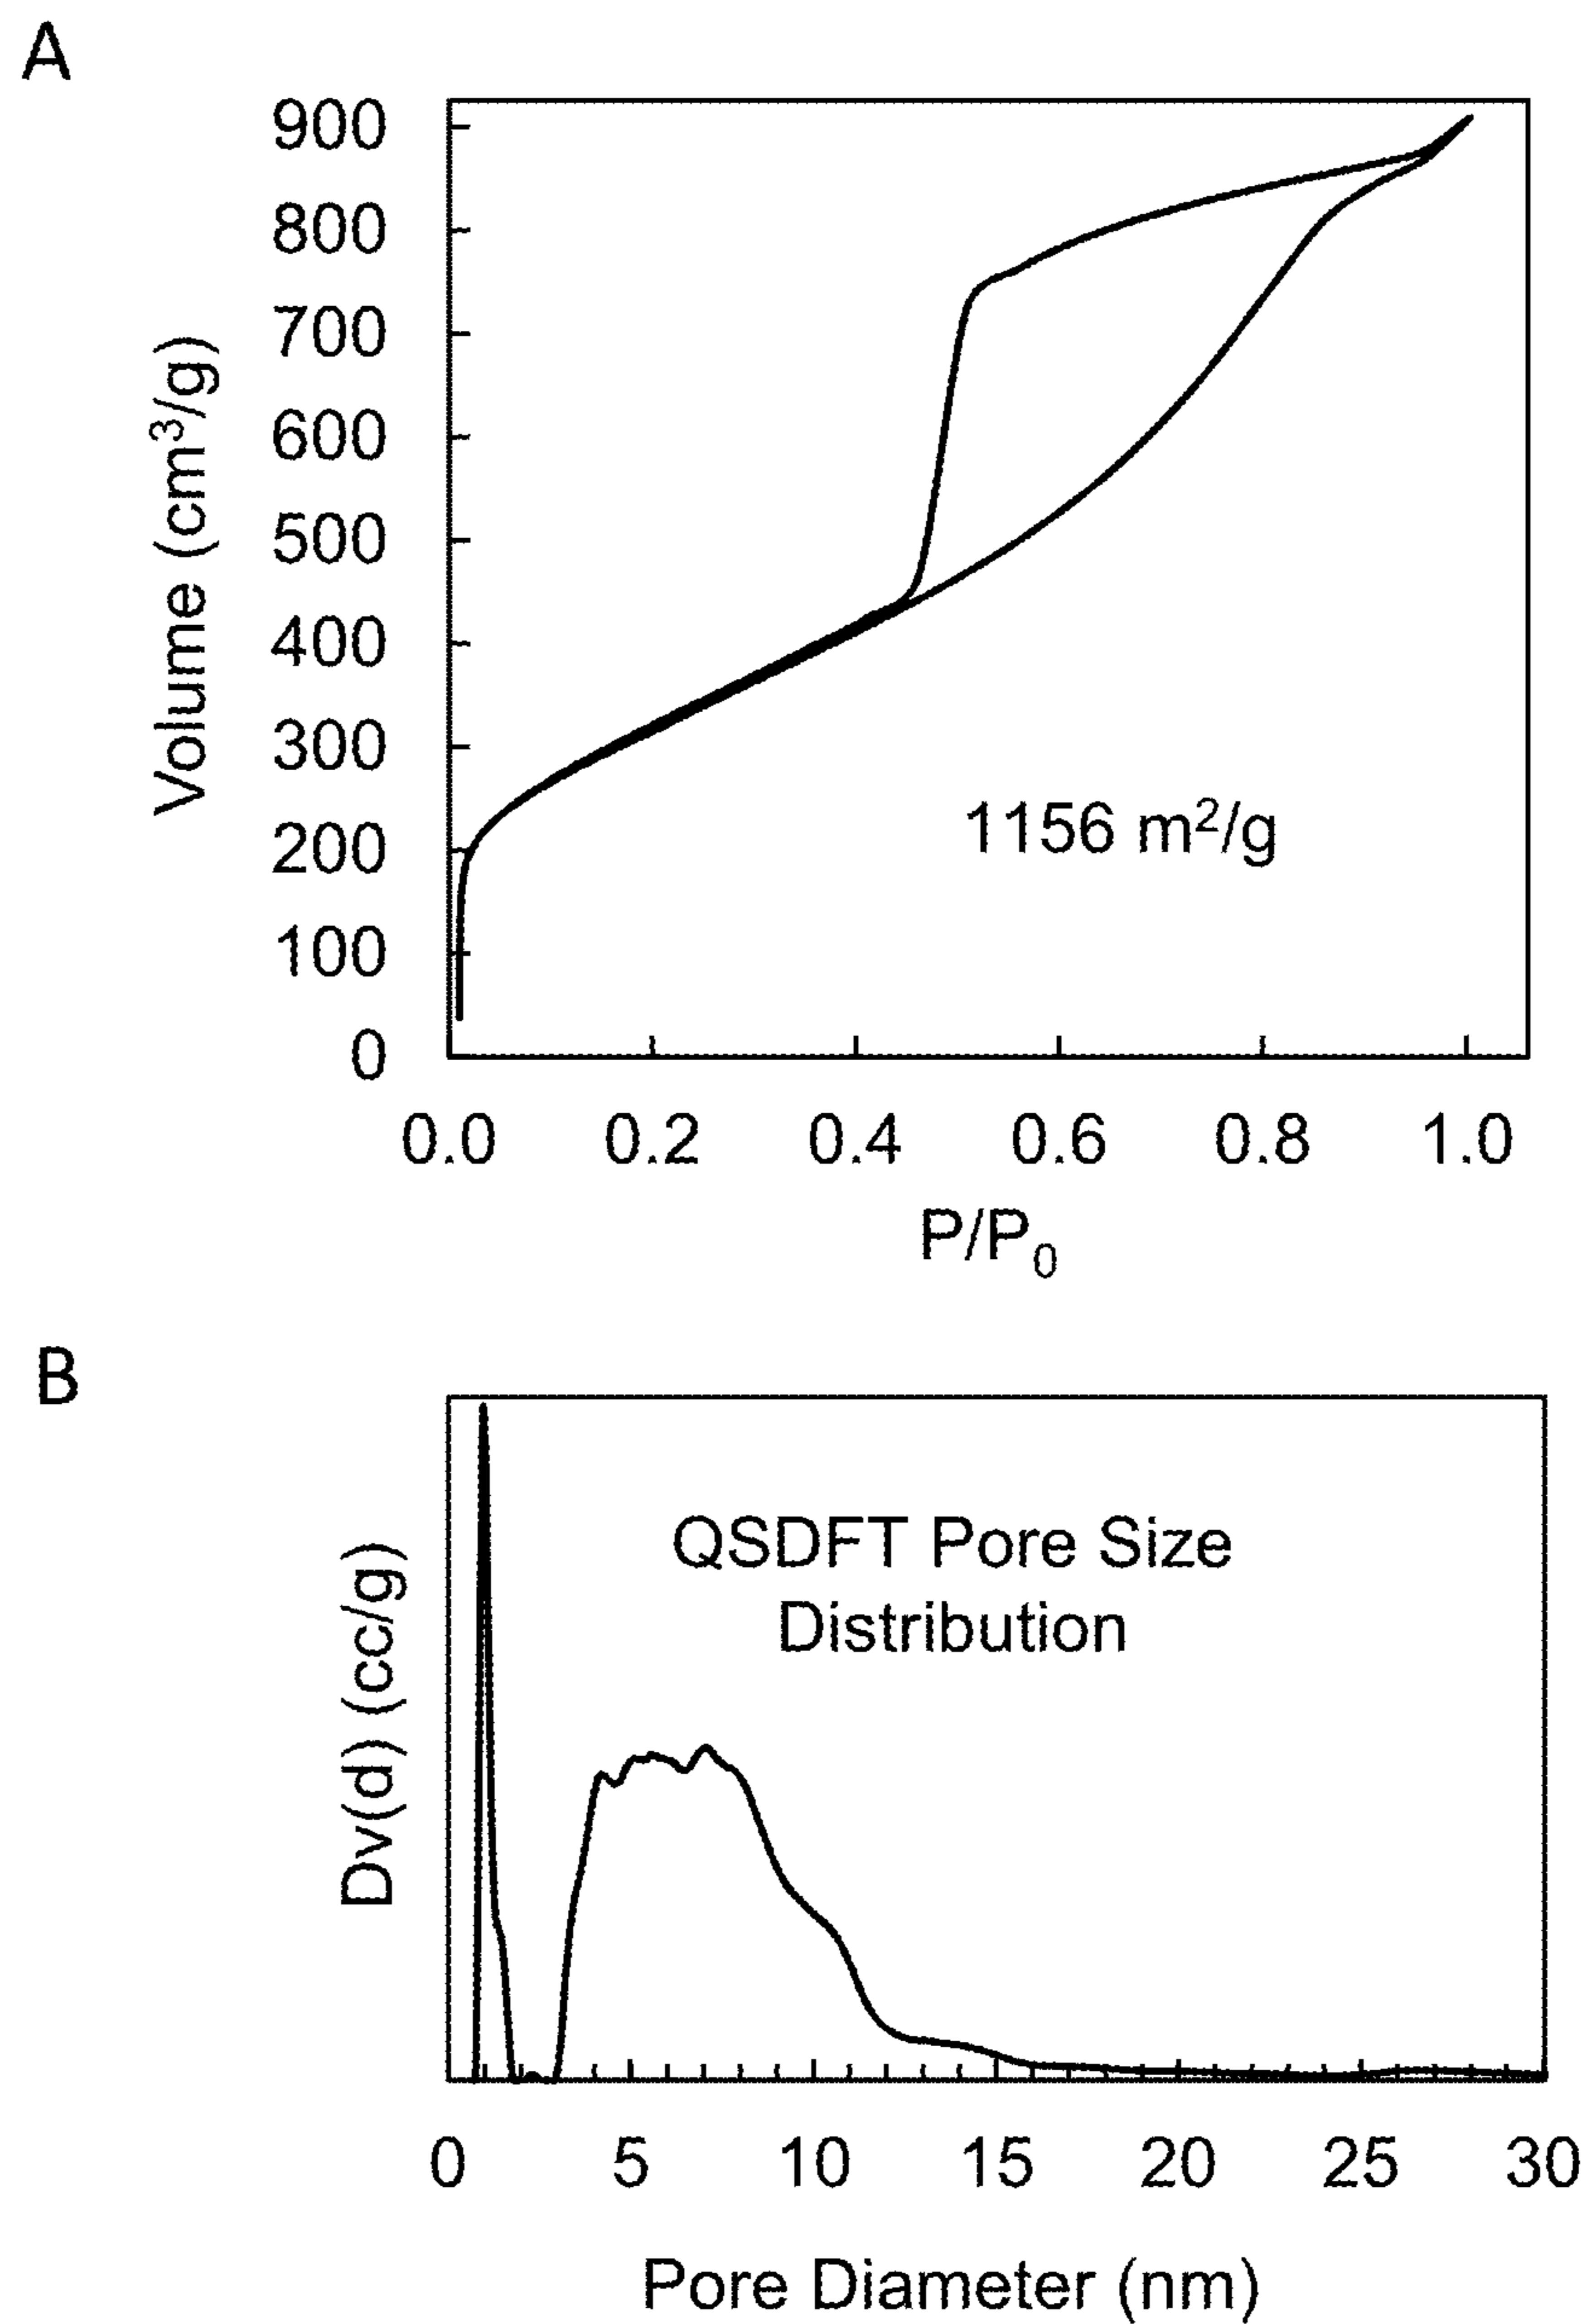 A
900
800
700
600
500
400
300
200
100
0
Volume (cm³/g)
1156 m²/g
0.0 0.2 0.4 0.6 0.8 1.0
P/P₀
B
QSDFT Pore Size
Distribution
Dv(d) (cc/g)
0 5 10 15 20 25 30
Pore Diameter (nm)